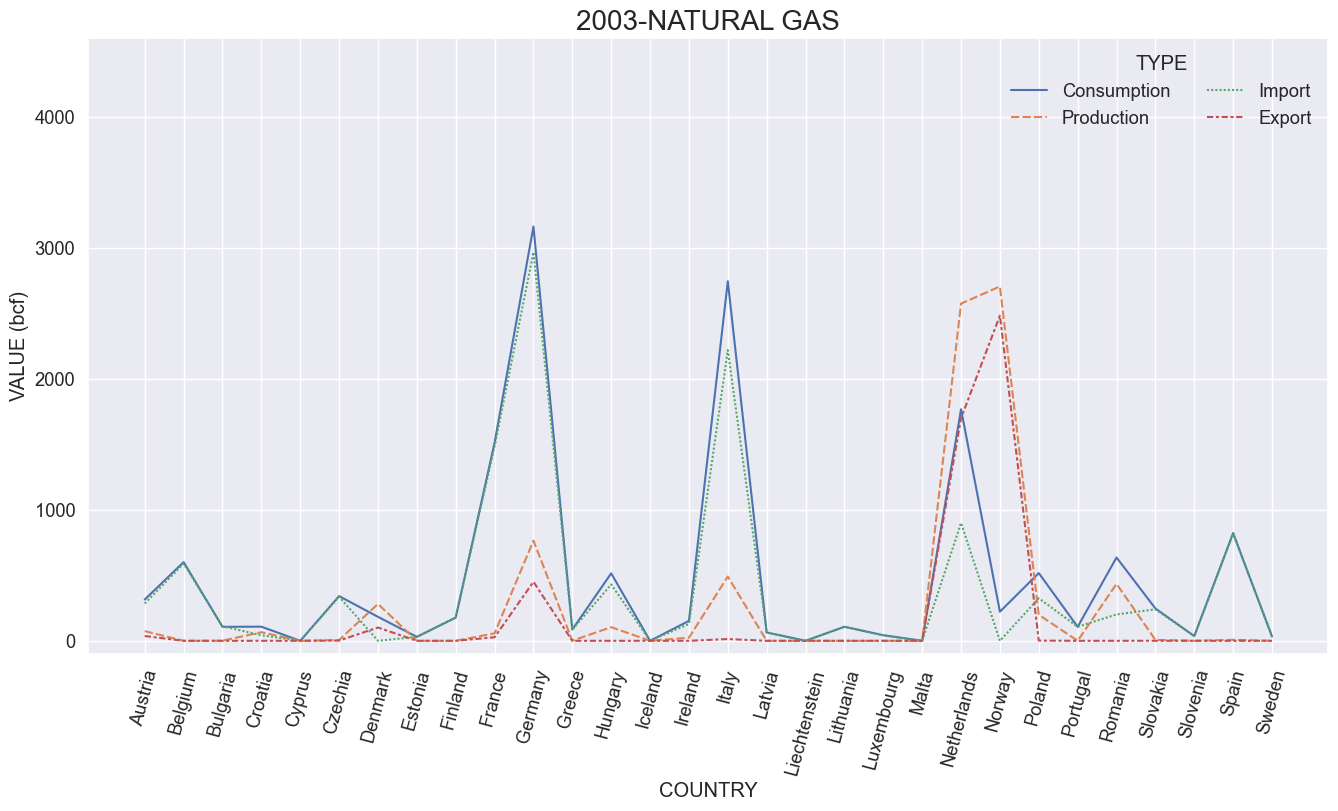 2003-NATURAL GAS
TYPE
Consumption
Production
Import
Export
VALUE (bcf)
4000
3000
2000
1000
0
Austria
Belgium
Bulgaria
Croatia
Cyprus
Czechia
Denmark
Estonia
Finland
France
Germany
Greece
Hungary
Iceland
Ireland
Italy
Latvia
Liechtenstein
Lithuania
Luxembourg
Malta
Netherlands
Norway
Poland
Portugal
Romania
Slovakia
Slovenia
Spain
Sweden
COUNTRY